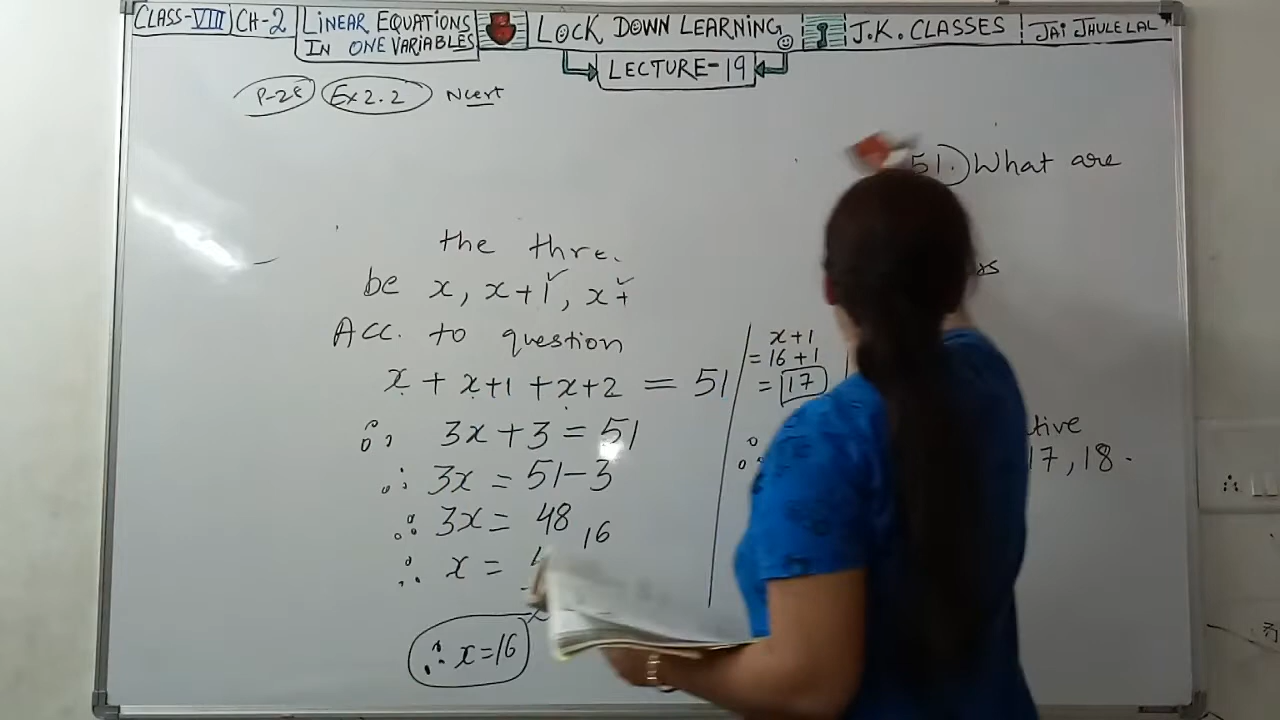 CLASS-VIII CH-2 LINEAR EQUATIONS IN ONE VARIABLES
LOCK DOWN LEARNING
J.K. CLASSES
JAI JHULELAL
LECTURE-19
Ex 2.2 Ncert
51.) What are
the thre
be x, x+1, x+
Acc. to question
x + x+1 + x+2 = 51
∴ 3x+3 = 51
∴ 3x = 51-3
∴ 3x = 48
∴ x =
16
∴ x=16
x+1
= 16+1
= 17
tive
17, 18.